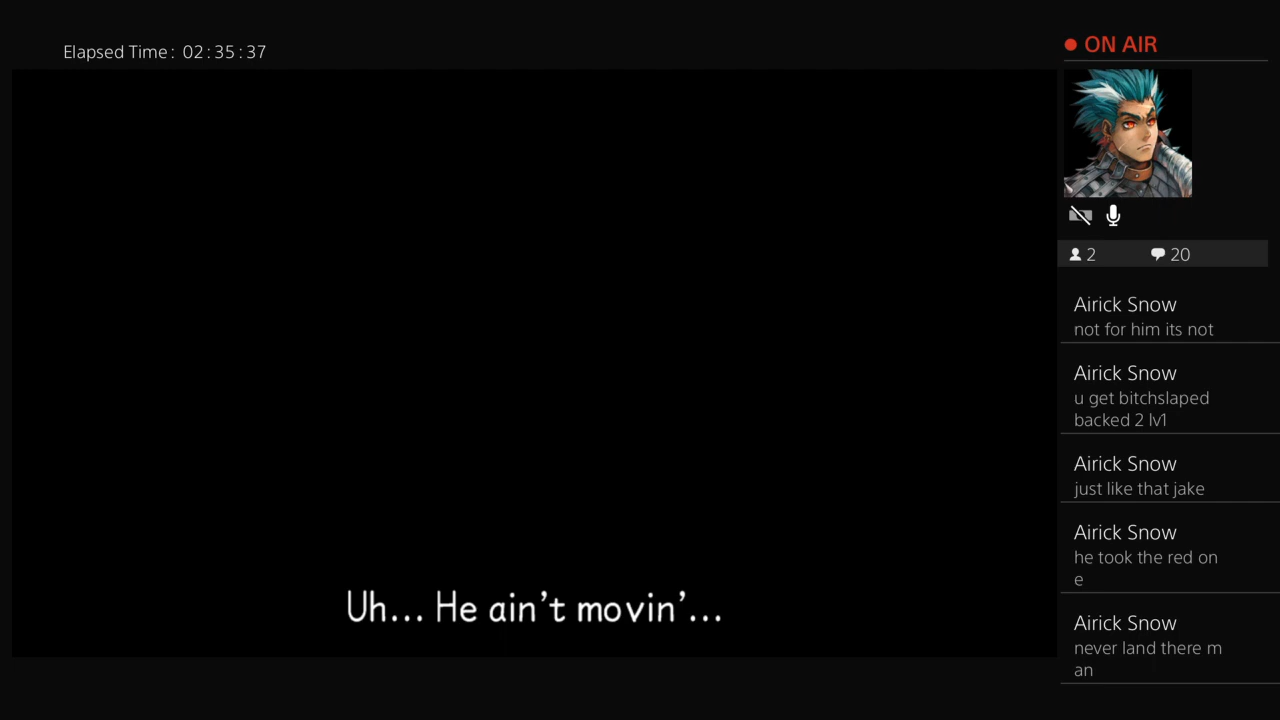 Elapsed Time: 02:35:37
ON AIR
2 20
Airick Snow
not for him its not
Airick Snow
u get bitchslaped
backed 2 lv1
Airick Snow
just like that jake
Airick Snow
he took the red on
e
Airick Snow
never land there m
an
Uh... He ain't movin'...